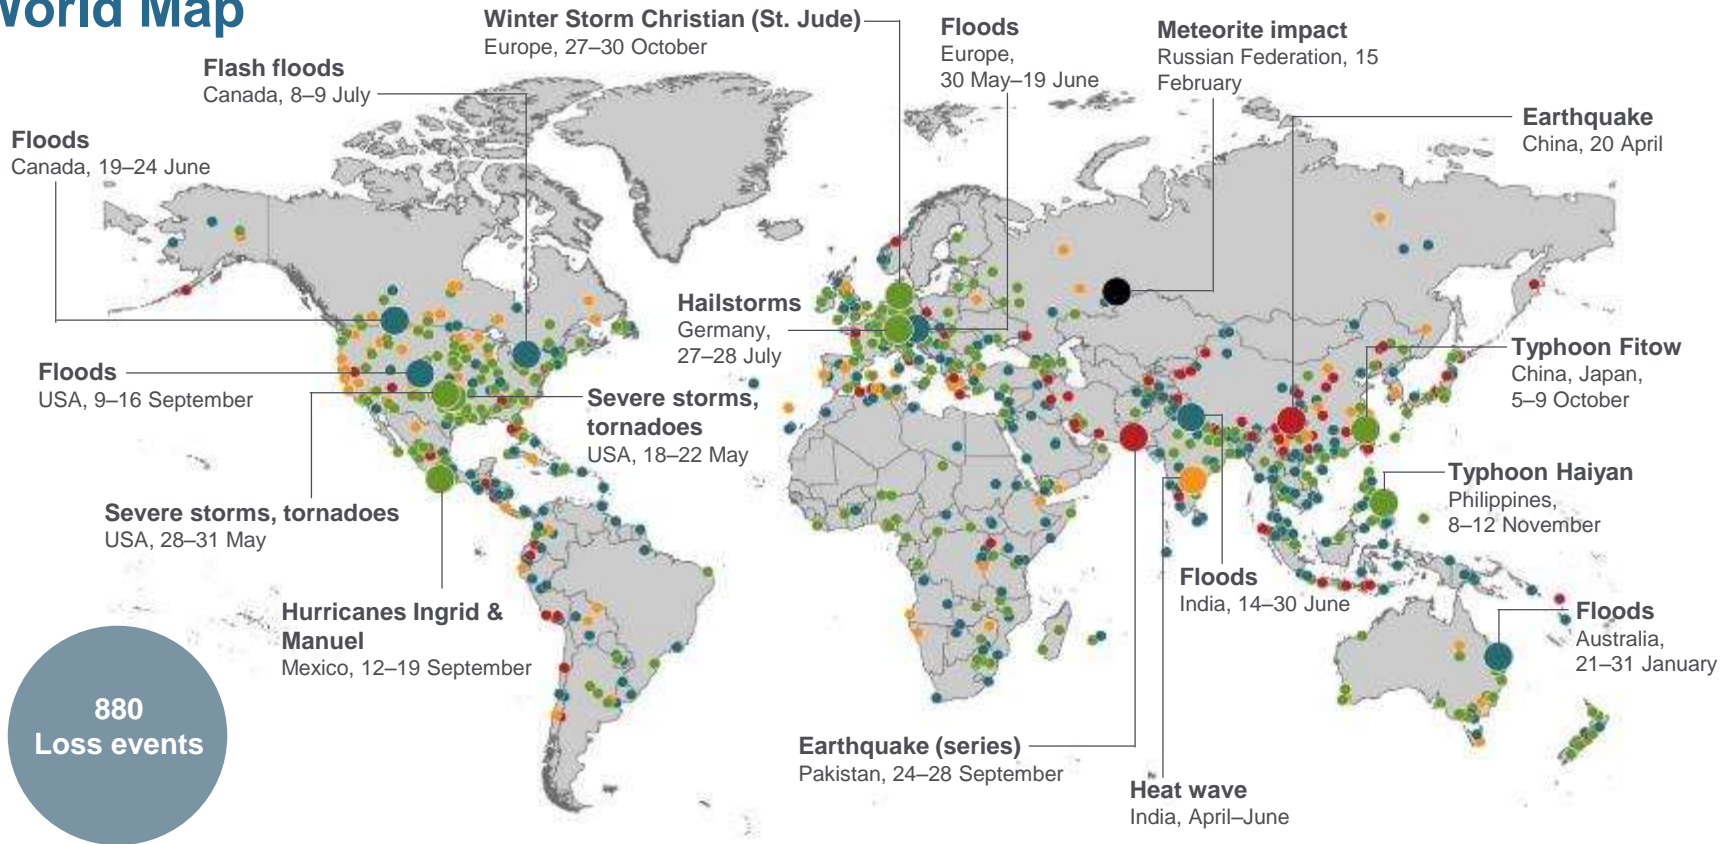 World Map
Winter Storm Christian (St. Jude)
Europe, 27–30 October
Floods
Europe,
30 May–19 June
Meteorite impact
Russian Federation, 15
February
Flash floods
Canada, 8–9 July
Earthquake
China, 20 April
Floods
Canada, 19–24 June
Hailstorms
Germany,
27–28 July
Typhoon Fitow
China, Japan,
5–9 October
Floods
USA, 9–16 September
Severe storms,
tornadoes
USA, 18–22 May
Typhoon Haiyan
Philippines,
8–12 November
Severe storms, tornadoes
USA, 28–31 May
Floods
India, 14–30 June
Hurricanes Ingrid &
Manuel
Mexico, 12–19 September
Floods
Australia,
21–31 January
880
Loss events
Earthquake (series)
Pakistan, 24–28 September
Heat wave
India, April–June